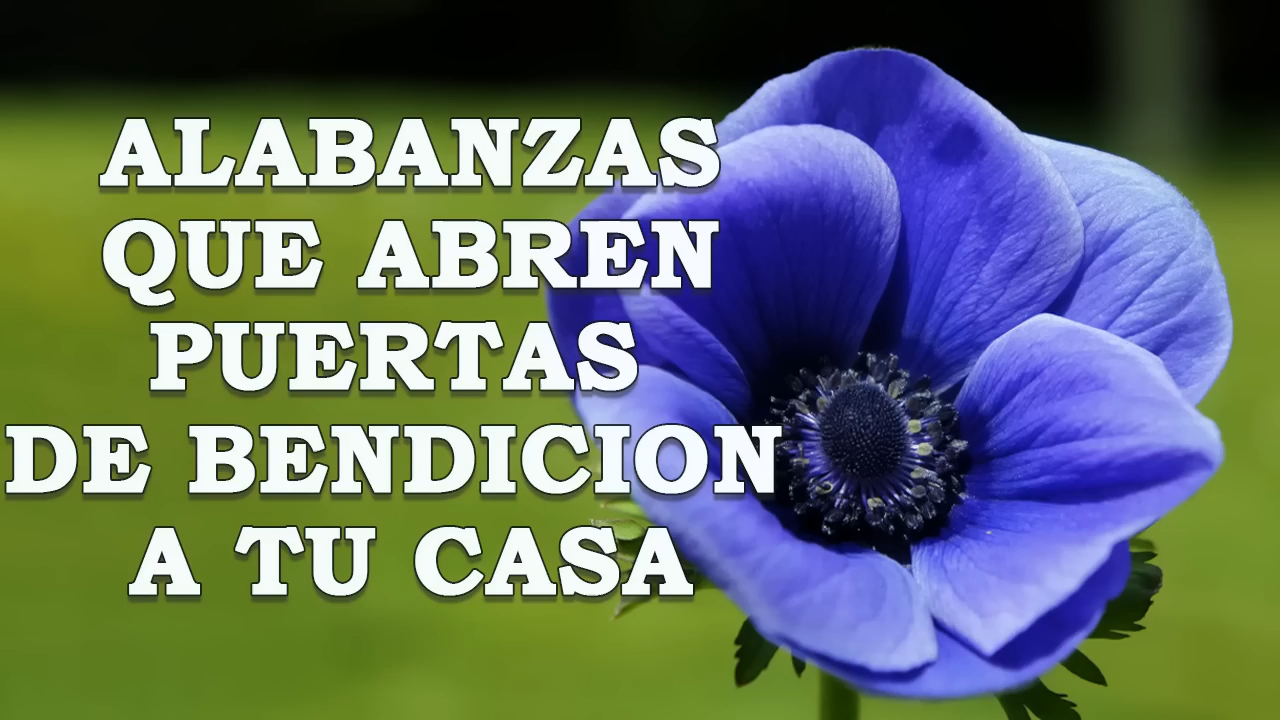 ALABANZAS
QUE ABREN
PUERTAS
DE BENDICION
A TU CASA